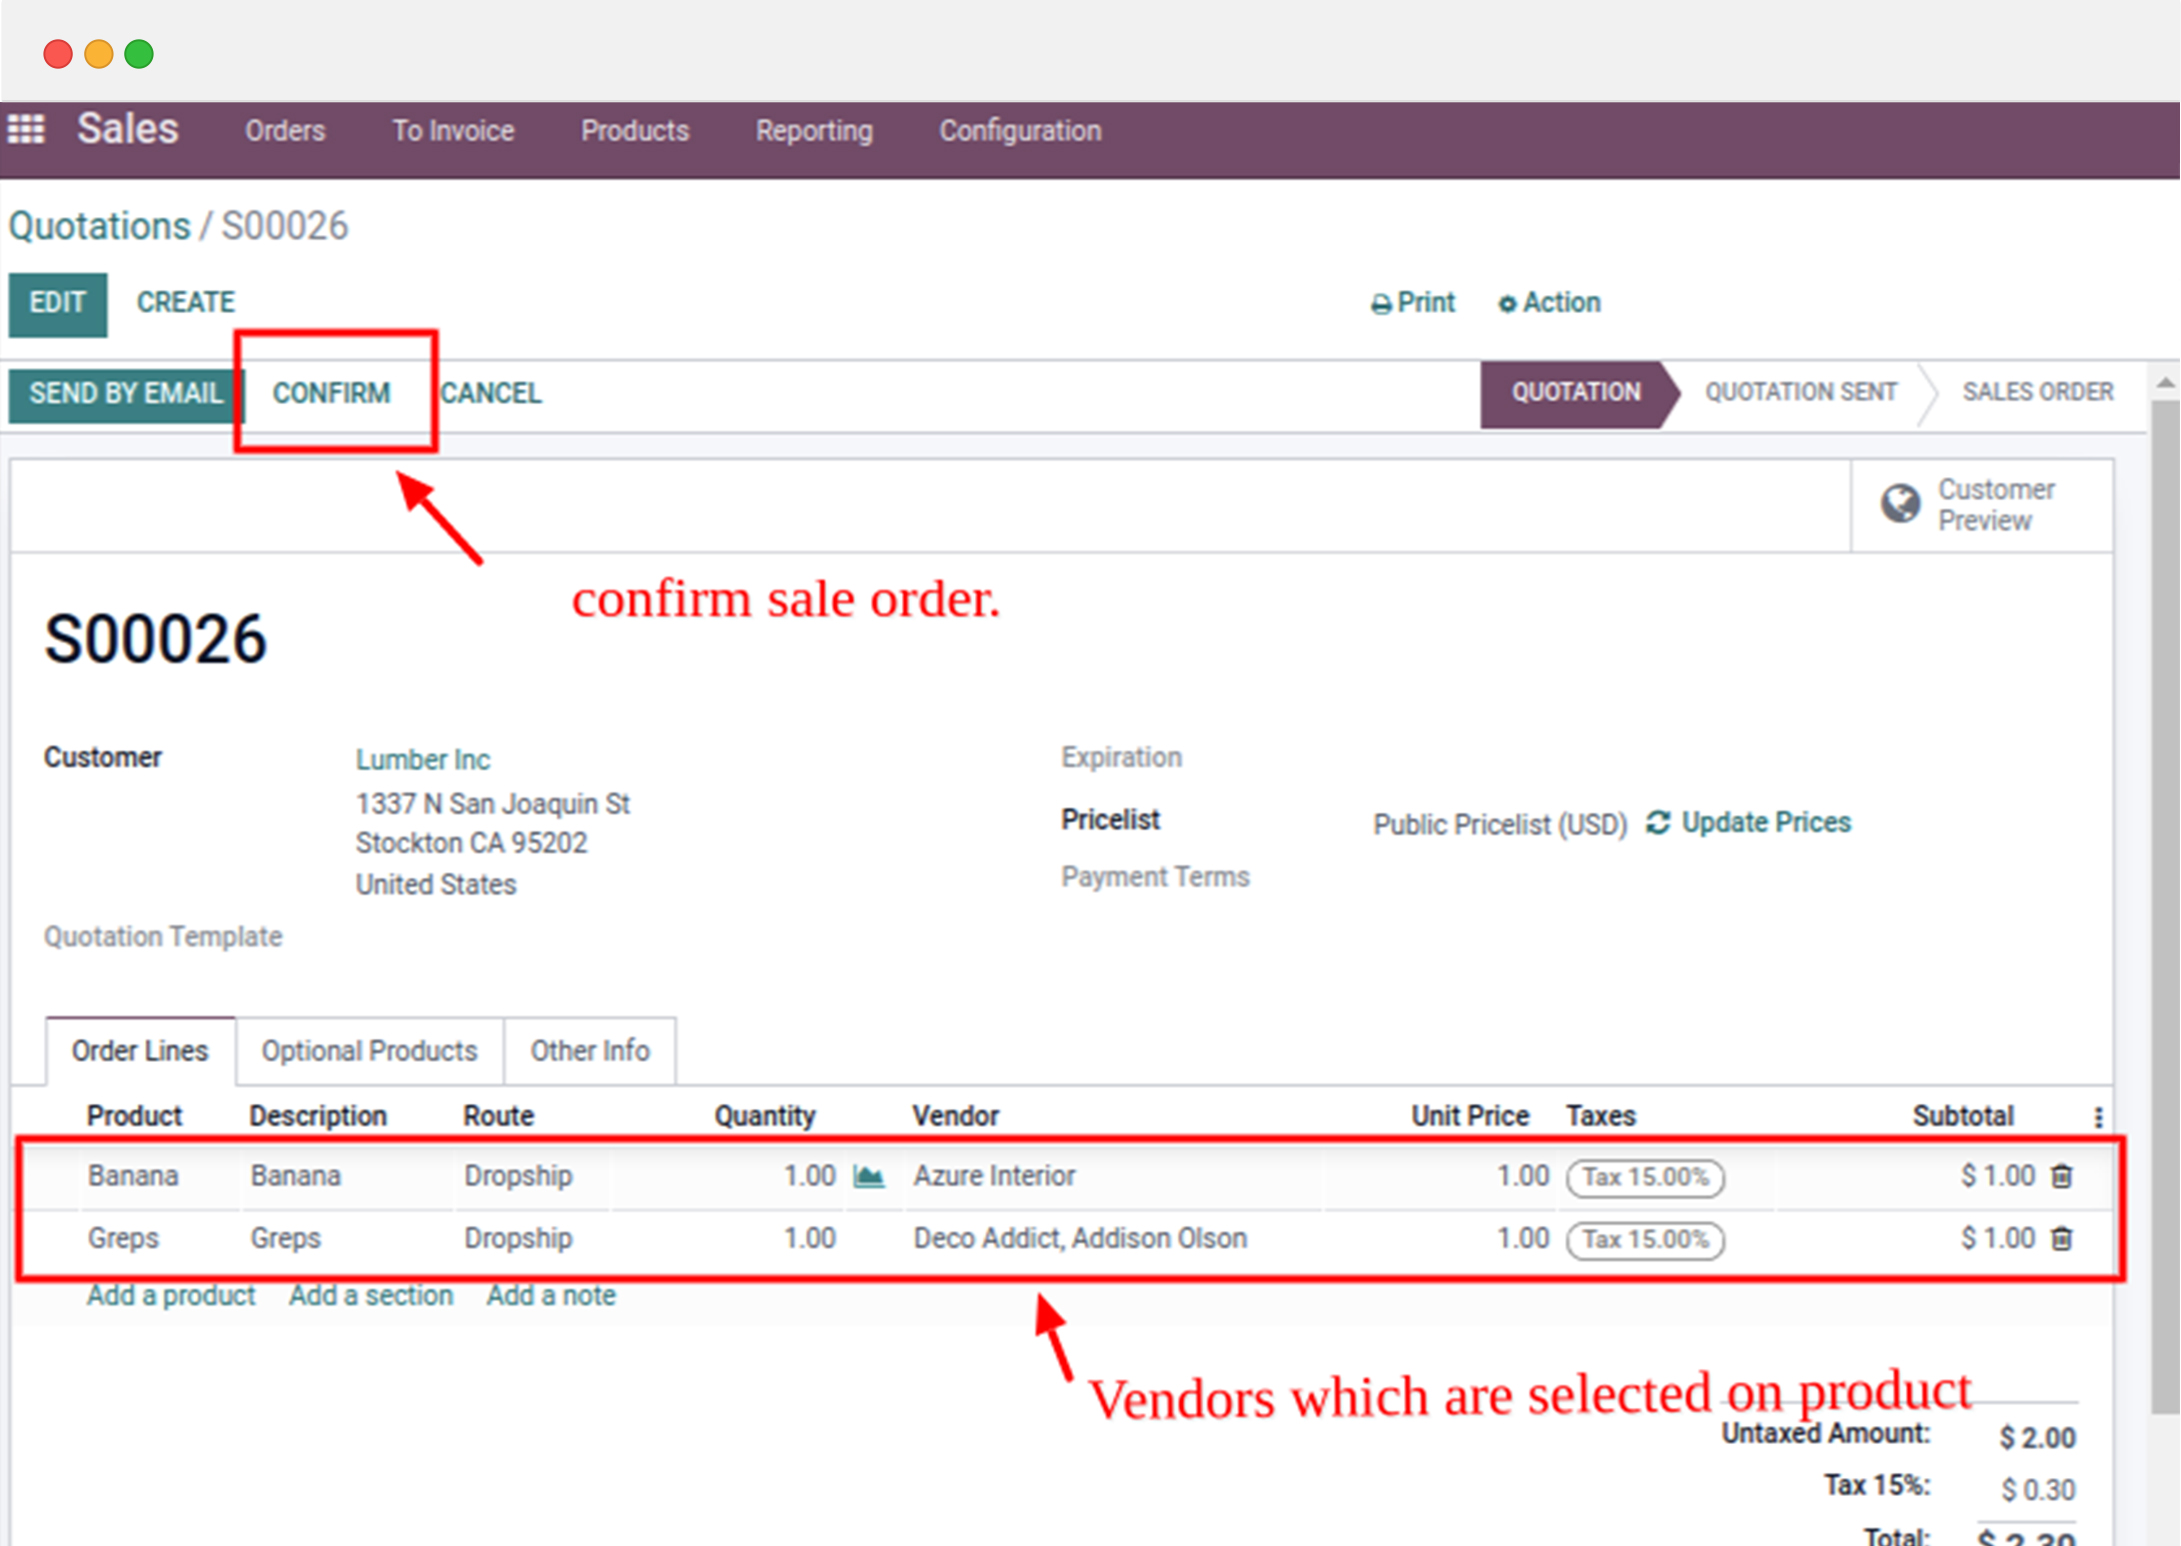 Sales Orders To Invoice Products Reporting Configuration
Quotations / S00026
EDIT CREATE Print Action
SEND BY EMAIL CONFIRM CANCEL QUOTATION QUOTATION SENT SALES ORDER
Customer
Preview
confirm sale order.
S00026
Customer Lumber Inc Expiration
1337 N San Joaquin St
Stockton CA 95202
United States
Pricelist Public Pricelist (USD) Update Prices
Payment Terms
Quotation Template
Order Lines Optional Products Other Info
Product Description Route Quantity Vendor Unit Price Taxes Subtotal
Banana Banana Dropship 1.00 Azure Interior 1.00 Tax 15.00% $ 1.00
Greps Greps Dropship 1.00 Deco Addict, Addison Olson 1.00 Tax 15.00% $ 1.00
Add a product Add a section Add a note
Vendors which are selected on product
Untaxed Amount: $ 2.00
Tax 15%: $ 0.30
Total: $ 2.30